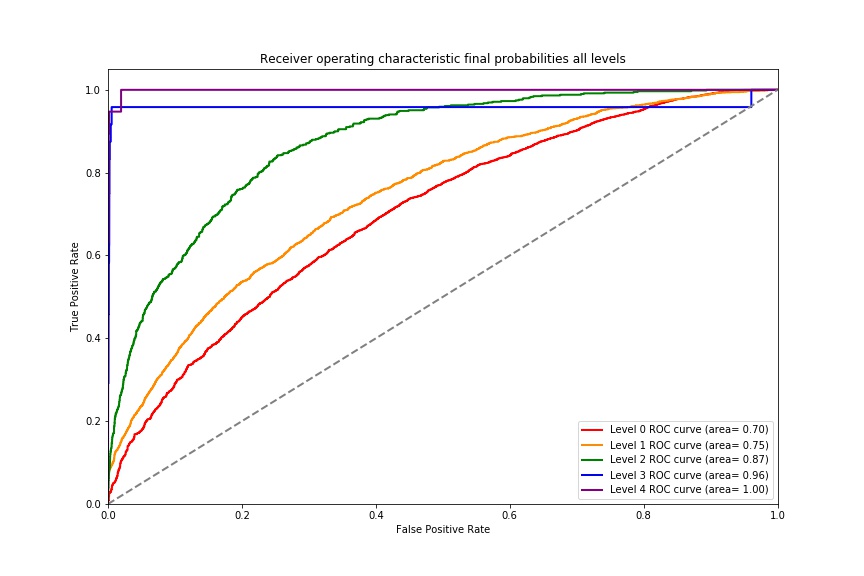 Receiver operating characteristic final probabilities all levels
1.0
0.8
0.6
0.4
0.2
0.0
True Positive Rate
0.0 0.2 0.4 0.6 0.8 1.0
False Positive Rate
Level 0 ROC curve (area= 0.70)
Level 1 ROC curve (area= 0.75)
Level 2 ROC curve (area= 0.87)
Level 3 ROC curve (area= 0.96)
Level 4 ROC curve (area= 1.00)